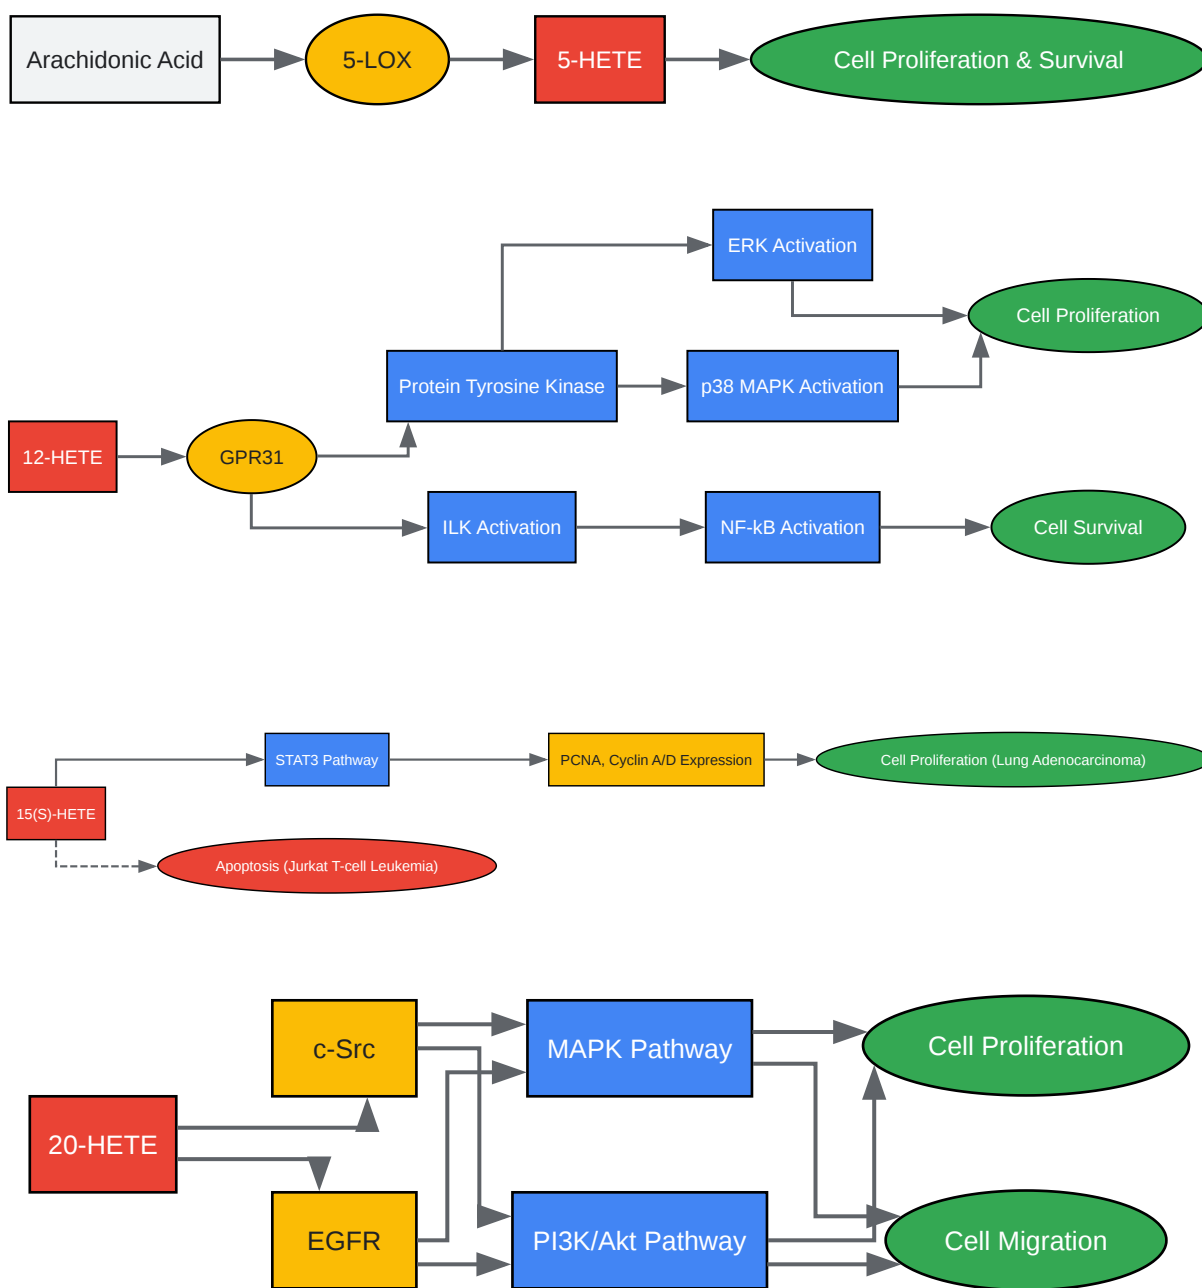 Arachidonic Acid
5-LOX
5-HETE
Cell Proliferation & Survival
ERK Activation
Cell Proliferation
Protein Tyrosine Kinase
p38 MAPK Activation
12-HETE
GPR31
ILK Activation
NF-kB Activation
Cell Survival
STAT3 Pathway
PCNA, Cyclin A/D Expression
Cell Proliferation (Lung Adenocarcinoma)
15(S)-HETE
Apoptosis (Jurkat T-cell Leukemia)
c-Src
MAPK Pathway
Cell Proliferation
20-HETE
EGFR
PI3K/Akt Pathway
Cell Migration